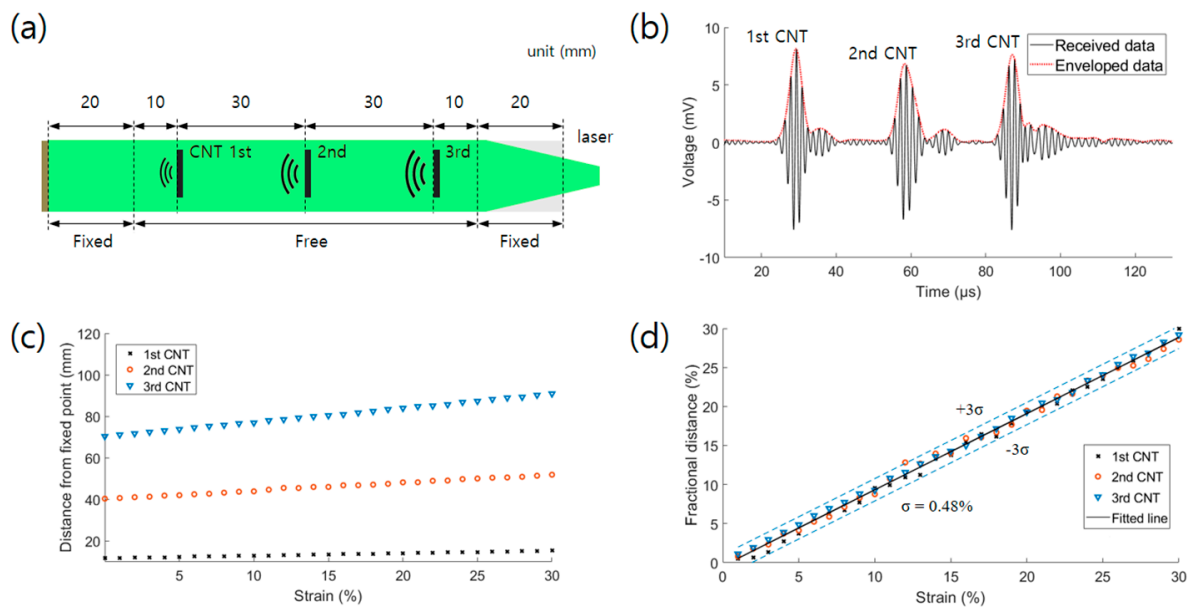 (a)
unit (mm)
20 10 30 30 10 20
laser
CNT 1st 2nd 3rd
Fixed Free Fixed
(b)
1st CNT 2nd CNT 3rd CNT
Received data
Enveloped data
10
5
0
-5
-10
Voltage (mV)
20 40 60 80 100 120
Time (μs)
(c)
120
100
80
60
40
20
Distance from fixed point (mm)
1st CNT
2nd CNT
3rd CNT
5 10 15 20 25 30
Strain (%)
(d)
30
25
20
15
10
5
0
Fractional distance (%)
+3σ
-3σ
σ = 0.48%
1st CNT
2nd CNT
3rd CNT
Fitted line
0 5 10 15 20 25 30
Strain (%)